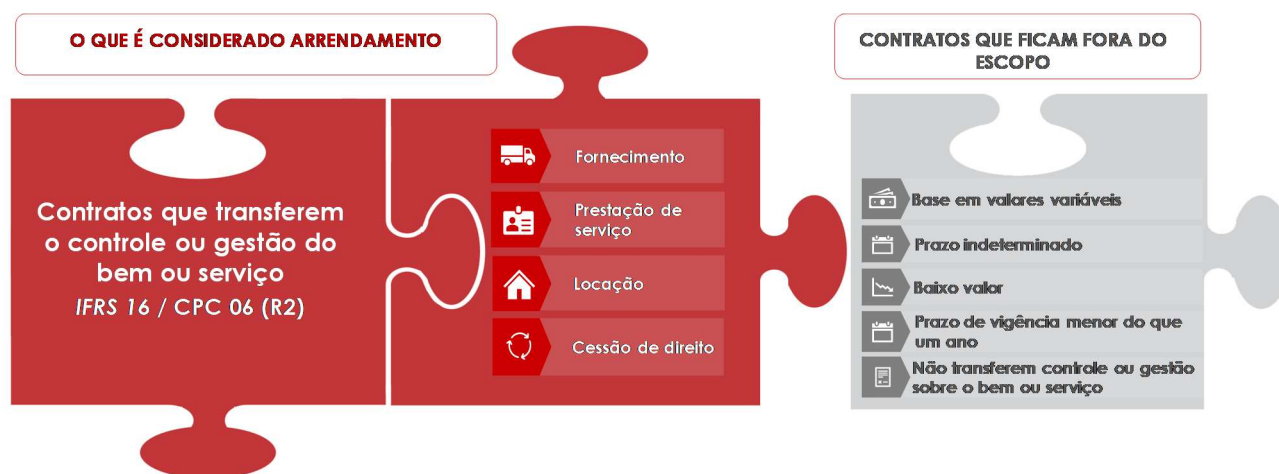 O QUE É CONSIDERADO ARRENDAMENTO
Contratos que transferem
o controle ou gestão do
bem ou serviço
IFRS 16 / CPC 06 (R2)
Fornecimento
Prestação de
serviço
Locação
Cessão de direito
CONTRATOS QUE FICAM FORA DO
ESCOPO
Base em valores variáveis
Prazo indeterminado
Baixo valor
Prazo de vigência menor do que
um ano
Não transferem controle ou gestão
sobre o bem ou serviço